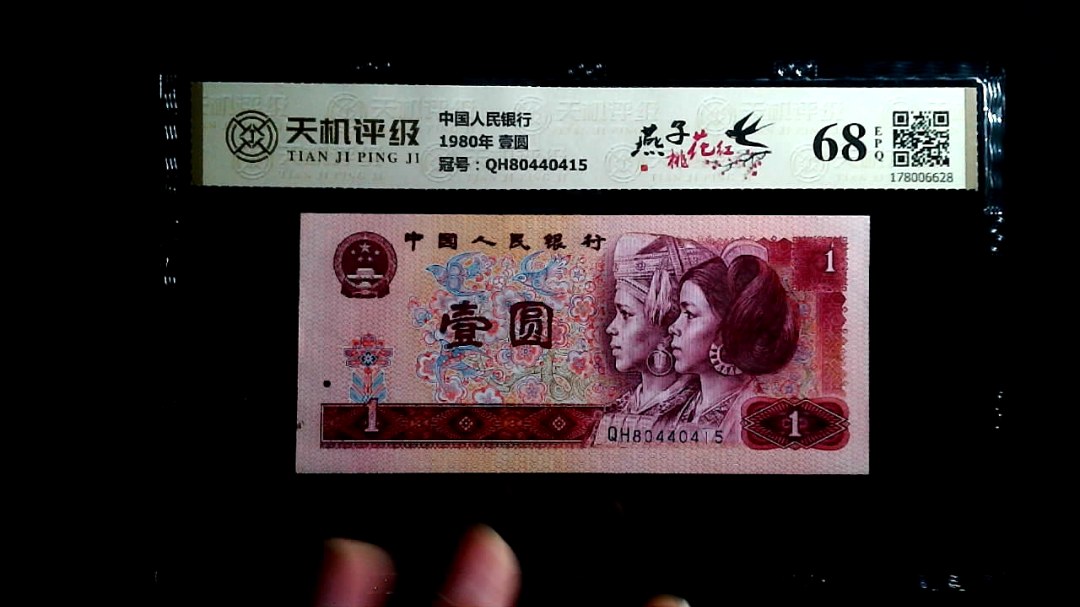 天机评级
TIAN JI PING JI
中国人民银行
1980年 壹圆
冠号：QH80440415
燕子
桃花红
68
EPQ
178006628
中国人民银行
1
壹圆
1
QH80440415
1